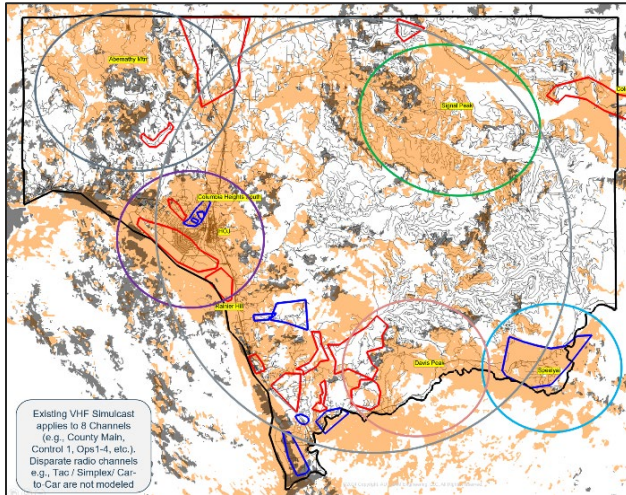 Abernathy Mtn
Signal Peak
Columbia Heights South
HOJ
Rainier Hill
Davis Peak
Speelyai
Existing VHF Simulcast
applies to 8 Channels
(e.g., County Main,
Control 1, Ops1-4, etc.).
Disparate radio channels
e.g., Tac / Simplex/ Car-
to-Car are not modeled